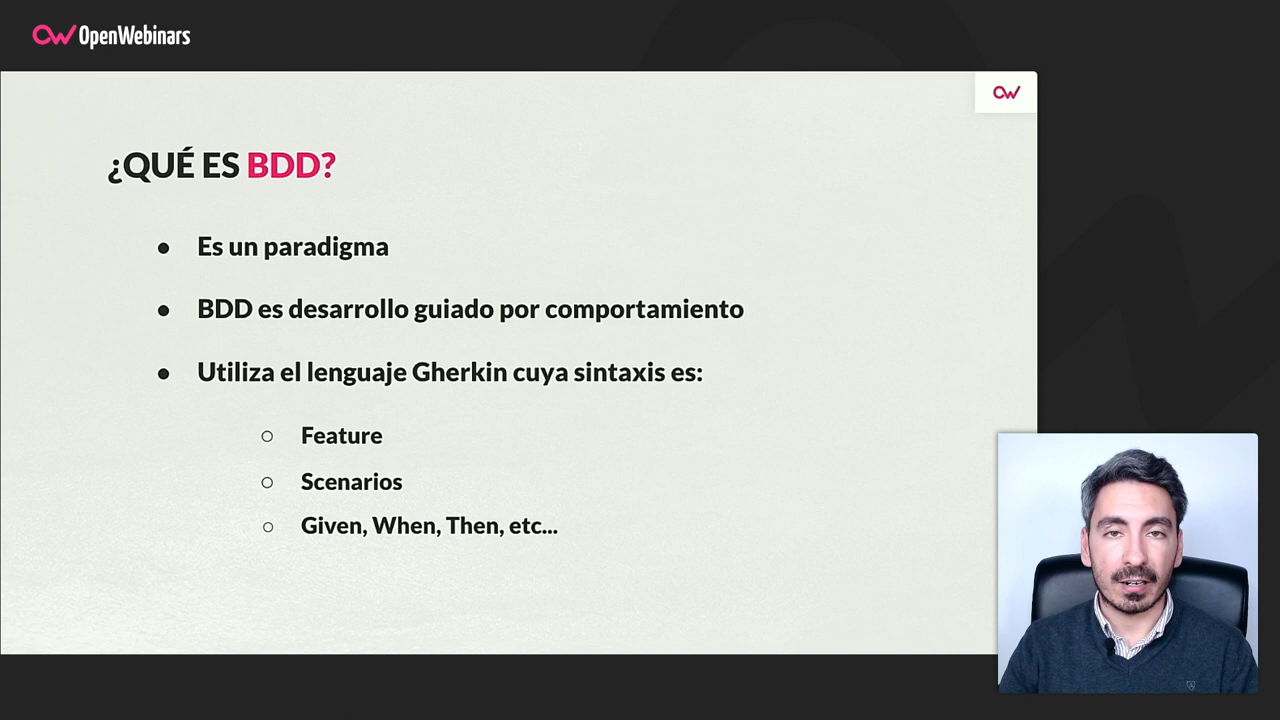 OpenWebinars
¿QUÉ ES BDD?
● Es un paradigma
● BDD es desarrollo guiado por comportamiento
● Utiliza el lenguaje Gherkin cuya sintaxis es:
○ Feature
○ Scenarios
○ Given, When, Then, etc...